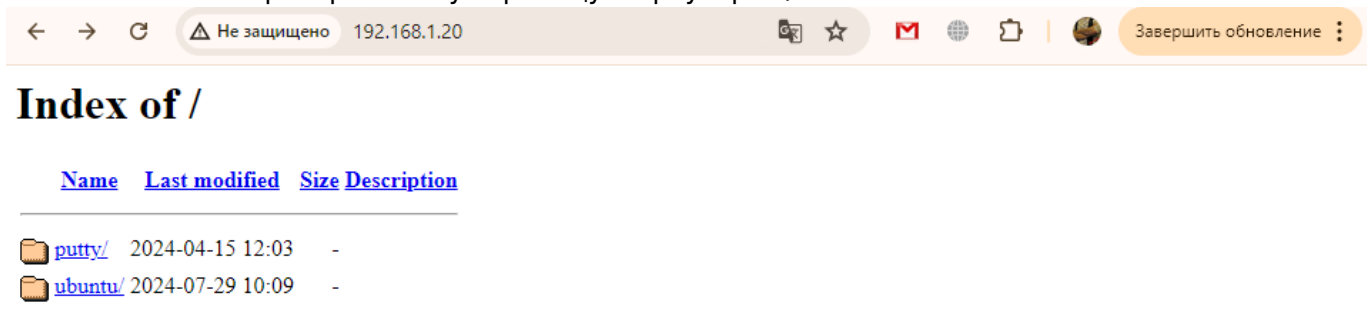 Не защищено 192.168.1.20 Завершить обновление
Index of /
Name Last modified Size Description
putty/ 2024-04-15 12:03 -
ubuntu/ 2024-07-29 10:09 -